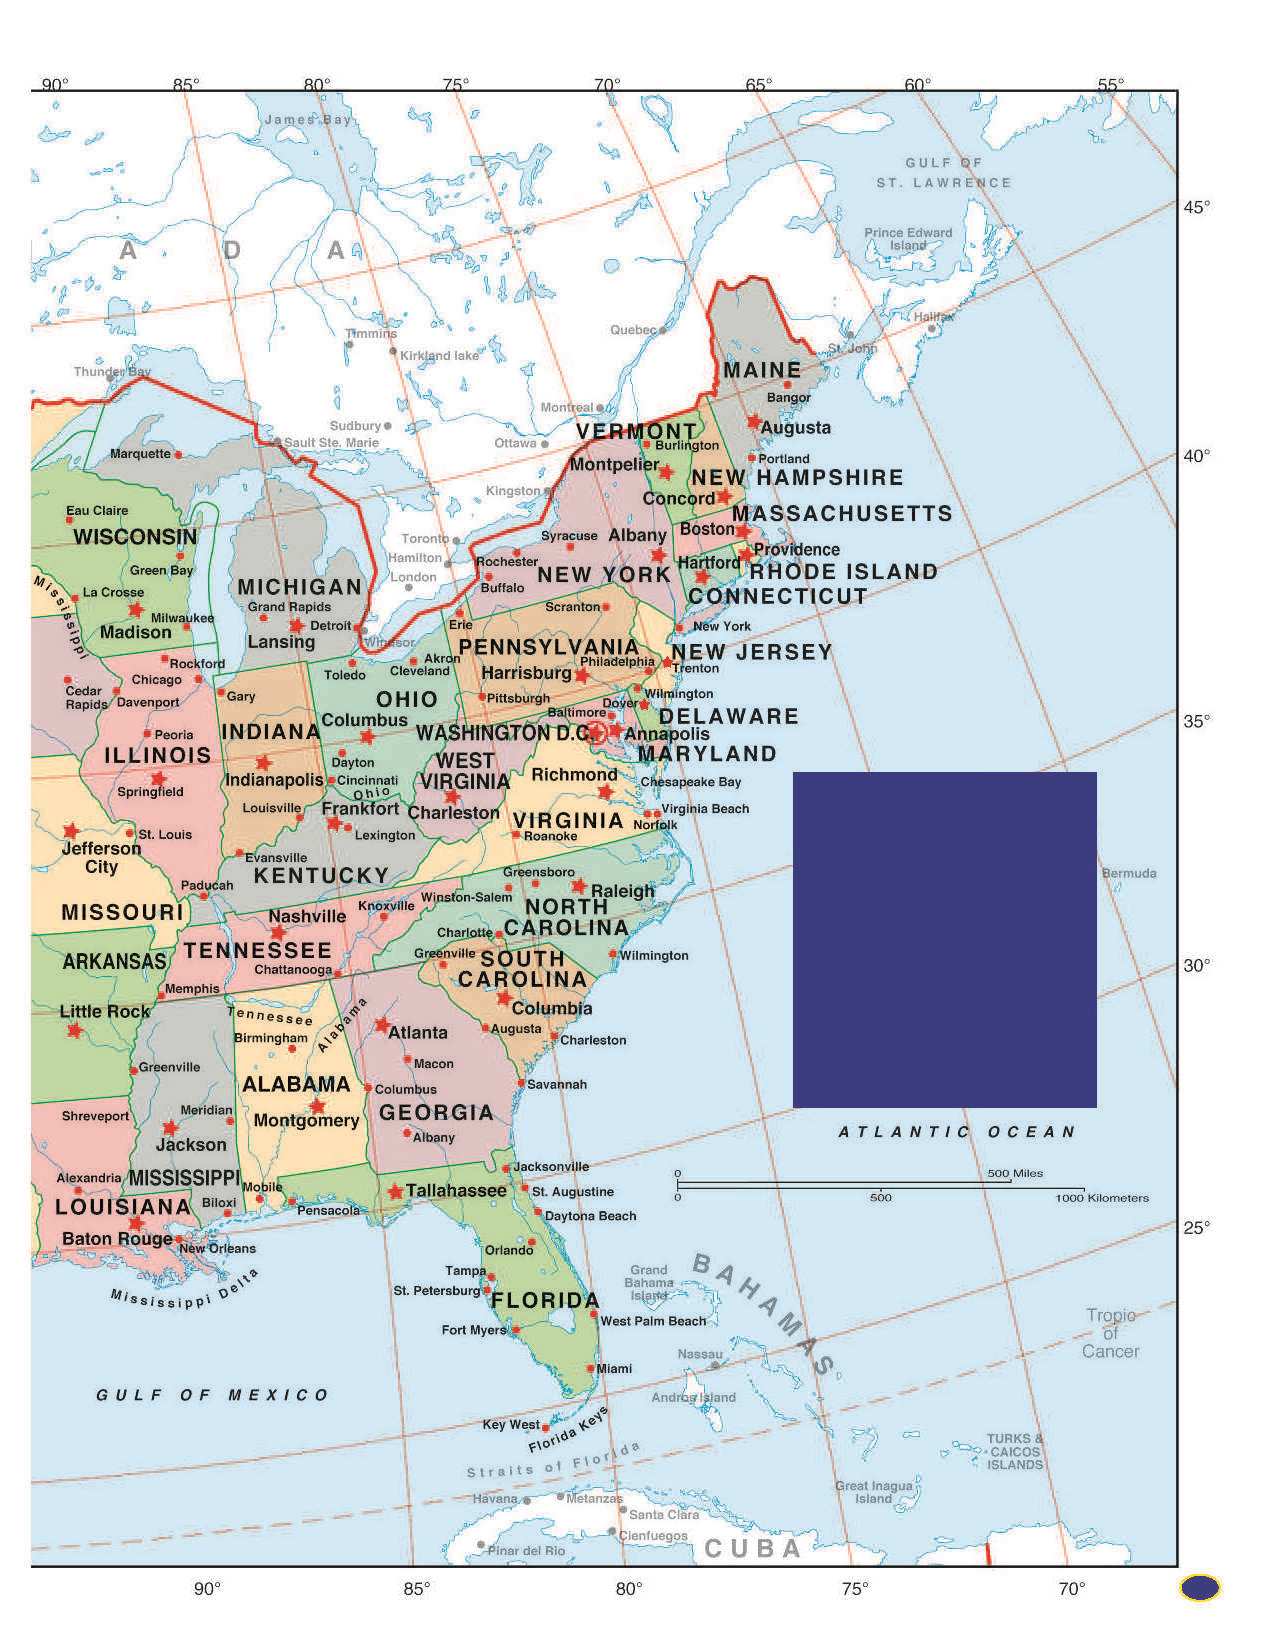 90° 85° 80° 75° 70° 65° 60° 55°
James Bay
GULF OF
ST. LAWRENCE
45°
Prince Edward
Island
A D A
Halifax
Quebec
St. John
Timmins
Kirkland lake
Thunder Bay
MAINE
Bangor
Montreal
Augusta
Sudbury
VERMONT
Sault Ste. Marie
Ottawa
Burlington
Marquette
40°
Portland
Montpelier
NEW HAMPSHIRE
Kingston
Concord
Eau Claire
MASSACHUSETTS
WISCONSIN
Boston
Toronto
Syracuse
Albany
Providence
Hamilton
Rochester
Hartford
Green Bay
RHODE ISLAND
London
NEW YORK
Mississippi
MICHIGAN
Buffalo
La Crosse
CONNECTICUT
Grand Rapids
Scranton
Milwaukee
Detroit
Erie
New York
Madison
Lansing
Windsor
PENNSYLVANIA
NEW JERSEY
Rockford
Akron
Philadelphia
Trenton
Chicago
Toledo
Cleveland
Harrisburg
Cedar
Rapids
Davenport
Gary
OHIO
Pittsburgh
Wilmington
Dover
Baltimore
DELAWARE
35°
Columbus
INDIANA
WASHINGTON D.C.
Annapolis
Peoria
ILLINOIS
MARYLAND
Dayton
WEST
VIRGINIA
Richmond
Indianapolis
Cincinnati
Chesapeake Bay
Springfield
Ohio
Louisville
Frankfort
Charleston
Virginia Beach
VIRGINIA
Norfolk
St. Louis
Lexington
Roanoke
Jefferson
City
Evansville
KENTUCKY
Greensboro
Bermuda
Paducah
Winston-Salem
Raleigh
MISSOURI
Nashville
Knoxville
NORTH
CAROLINA
Charlotte
TENNESSEE
Greenville
Wilmington
ARKANSAS
Chattanooga
SOUTH
CAROLINA
30°
Memphis
Little Rock
Tennessee
Alabama
Columbia
Atlanta
Augusta
Birmingham
Charleston
Macon
Greenville
ALABAMA
Columbus
Savannah
Shreveport
Meridian
Montgomery
GEORGIA
Albany
ATLANTIC OCEAN
Jackson
Jacksonville
0 500 Miles
Alexandria
MISSISSIPPI
Mobile
Tallahassee
St. Augustine
0 500 1000 Kilometers
LOUISIANA
Biloxi
Pensacola
Daytona Beach
25°
Baton Rouge
New Orleans
Orlando
Mississippi Delta
Tampa
Grand
Bahama
Island
BAHAMAS
St. Petersburg
FLORIDA
West Palm Beach
Tropic
of
Cancer
Fort Myers
Nassau
Miami
GULF OF MEXICO
Andros Island
Key West
Florida Keys
Straits of Florida
TURKS &
CAICOS
ISLANDS
Great Inagua
Island
Havana
Metanzas
Santa Clara
Cienfuegos
Pinar del Rio
CUBA
90° 85° 80° 75° 70°